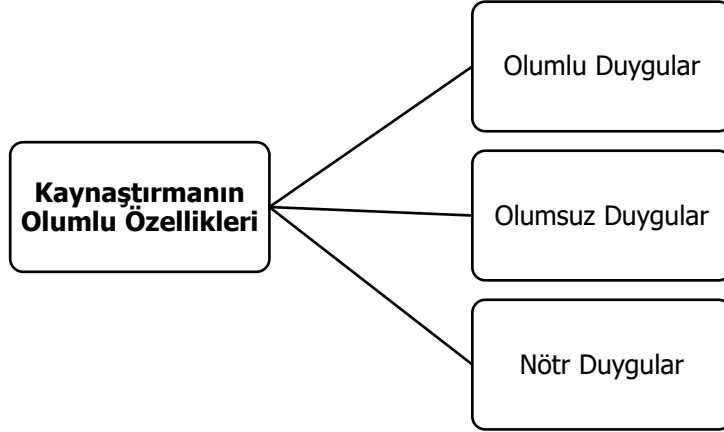 Kaynaştırmanın
Olumlu Özellikleri
Olumlu Duygular
Olumsuz Duygular
Nötr Duygular